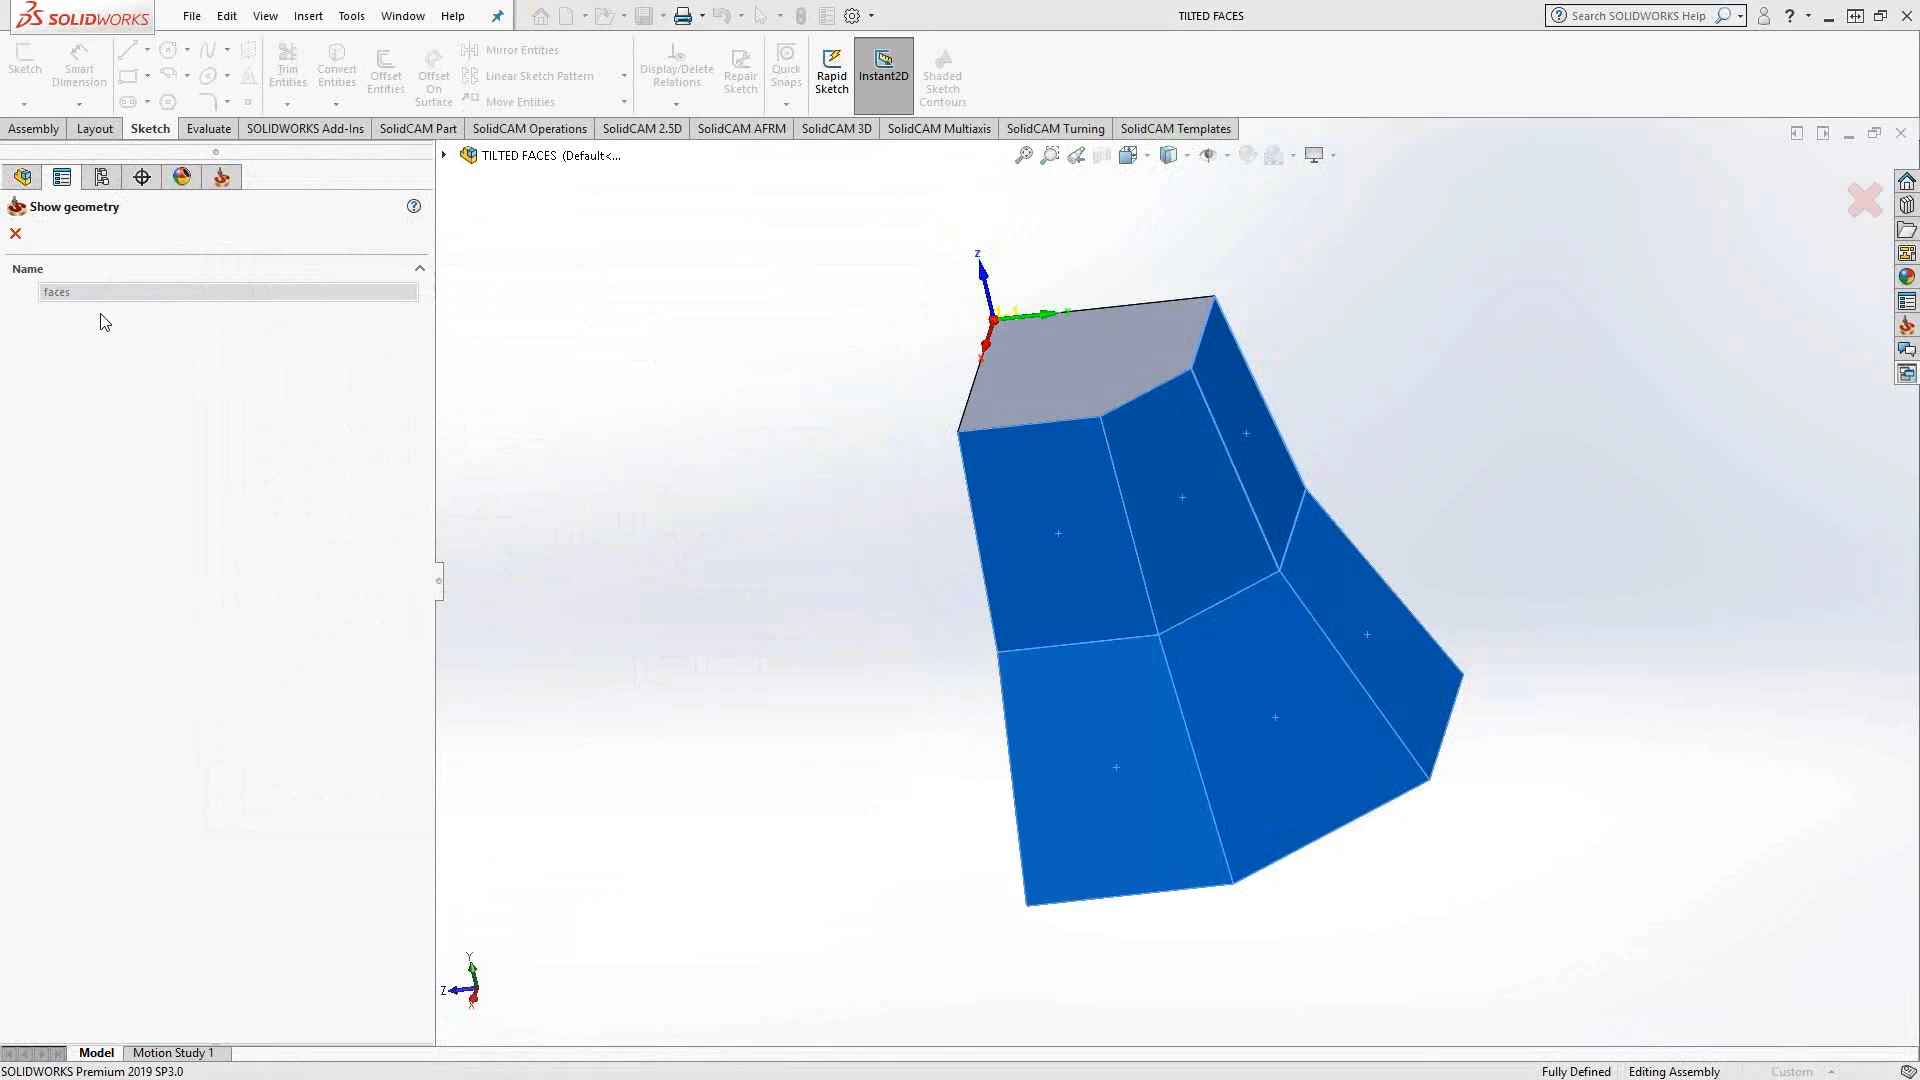 SOLIDWORKS File Edit View Insert Tools Window Help TILTED FACES Search SOLIDWORKS Help ?
Sketch Smart Dimension Trim Entities Convert Entities Offset Entities Offset On Surface Mirror Entities Linear Sketch Pattern Move Entities Display/Delete Relations Repair Sketch Quick Snaps Rapid Sketch Instant2D Shaded Sketch Contours
Assembly Layout Sketch Evaluate SOLIDWORKS Add-Ins SolidCAM Part SolidCAM Operations SolidCAM 2.5D SolidCAM AFRM SolidCAM 3D SolidCAM Multiaxis SolidCAM Turning SolidCAM Templates
TILTED FACES (Default<...
Show geometry ?
Name
faces
Z
X
Y
Z
X
Model Motion Study 1
SOLIDWORKS Premium 2019 SP3.0 Fully Defined Editing Assembly Custom